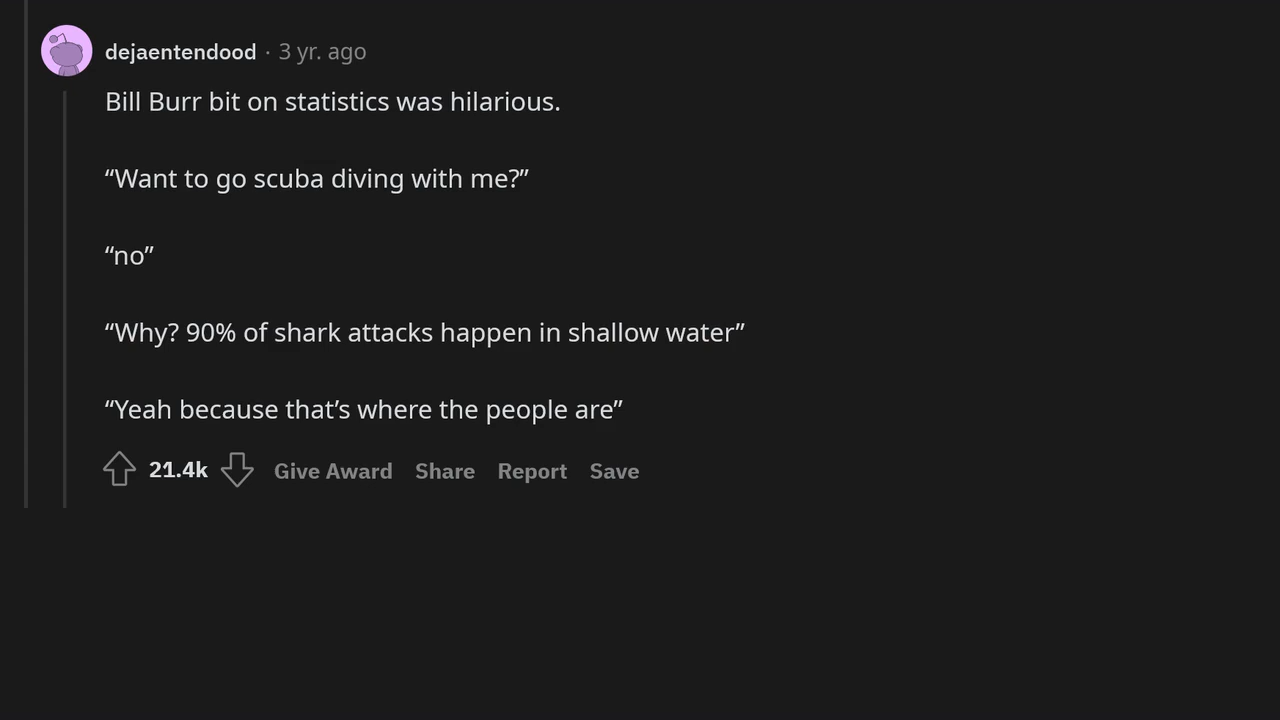 dejaentendood · 3 yr. ago
Bill Burr bit on statistics was hilarious.
“Want to go scuba diving with me?”
“no”
“Why? 90% of shark attacks happen in shallow water”
“Yeah because that’s where the people are”
21.4k Give Award Share Report Save